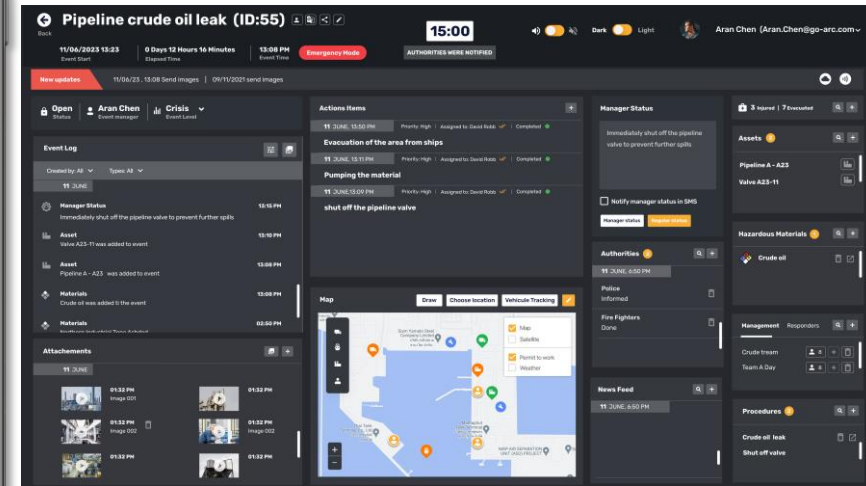 Pipeline crude oil leak (ID:55)
Back
15:00
Dark Light
Aran Chen (Aran.Chen@go-arc.com
11/06/2023 13:23
Event Start
0 Days 12 Hours 16 Minutes
Elapsed Time
13:08 PM
Event Time
Emergency Mode
AUTHORITIES WERE NOTIFIED
New updates
11/06/23 , 13:08 Send images | 09/11/2021 send images
Open
Status
Aran Chen
Event manager
Crisis
Event Level
Event Log
Created by: All
Types: All
11 JUNE
Manager Status
13:15 PM
Immediately shut off the pipeline valve to prevent further spills
Asset
13:10 PM
Valve A23-11 was added to event
Asset
13:08 PM
Pipeline A - A23 was added to event
Materials
13:08 PM
Crude oil was added ti the event
Materials
02:50 PM
Attachements
11 JUNE
01:32 PM
Image 001
01:32 PM
01:32 PM
Image 002
01:32 PM
Image 002
01:32 PM
01:32 PM
Actions Items
11 JUNE, 13:50 PM
Priority: High | Assigned to: David Robb | Completed
Evacuation of the area from ships
11 JUNE, 13:11 PM
Priority: High | Assigned to: David Robb | Completed
Pumping the material
11 JUNE,13:09 PM
Priority: High | Assigned to: David Robb | Completed
shut off the pipeline valve
Map
Draw
Choose location
Vehicule Tracking
Map
Satellite
Permit to work
Weather
Manager Status
Immediately shut off the pipeline
valve to prevent further spills
Notify manager status in SMS
Manager status
Regular status
Authorities
11 JUNE, 6:50 PM
Police
Informed
Fire Fighters
Done
News Feed
11 JUNE, 6:50 PM
3 Injured | 7 Evacuated
Assets
Pipeline A - A23
Valve A23-11
Hazardous Materials
Crude oil
Management
Responders
Crude tream
8
Team A Day
8
Procedures
Crude oil leak
Shut off valve